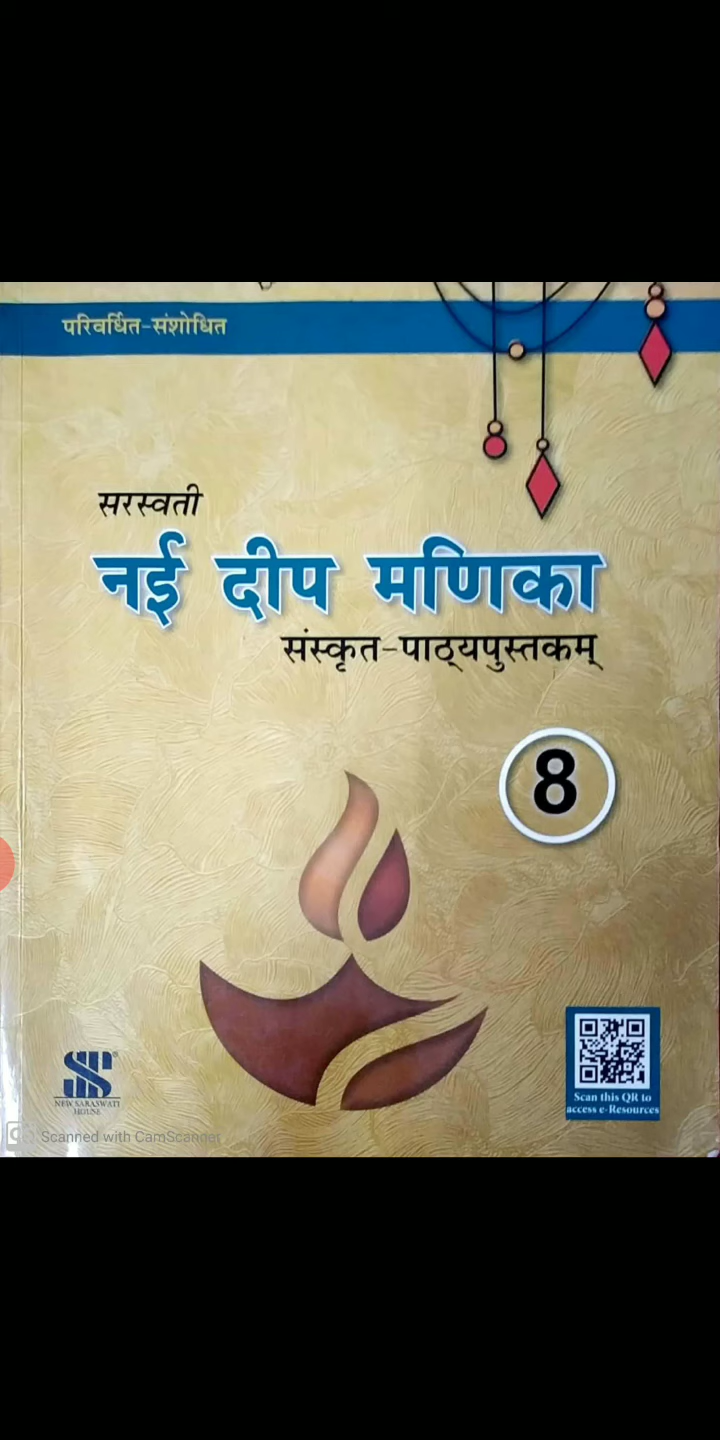 परिवर्धित-संशोधित
सरस्वती
नई दीप मणिका
संस्कृत-पाठ्यपुस्तकम्
8
NEW SARASWATI
HOUSE
Scan this QR to
access e-Resources
Scanned with CamScanner